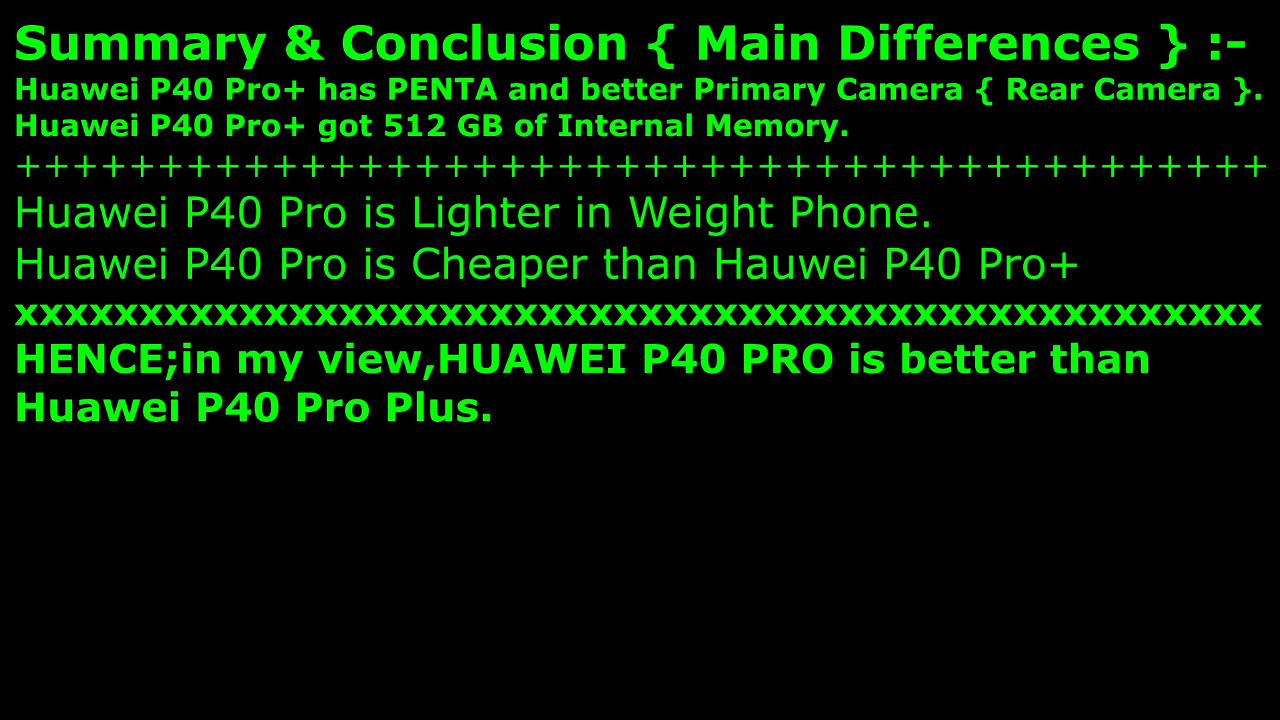 Summary & Conclusion { Main Differences } :-
Huawei P40 Pro+ has PENTA and better Primary Camera { Rear Camera }.
Huawei P40 Pro+ got 512 GB of Internal Memory.
++++++++++++++++++++++++++++++++++++++++++++
Huawei P40 Pro is Lighter in Weight Phone.
Huawei P40 Pro is Cheaper than Hauwei P40 Pro+
xxxxxxxxxxxxxxxxxxxxxxxxxxxxxxxxxxxxxxxxxxxxxxxxxx
HENCE;in my view,HUAWEI P40 PRO is better than
Huawei P40 Pro Plus.